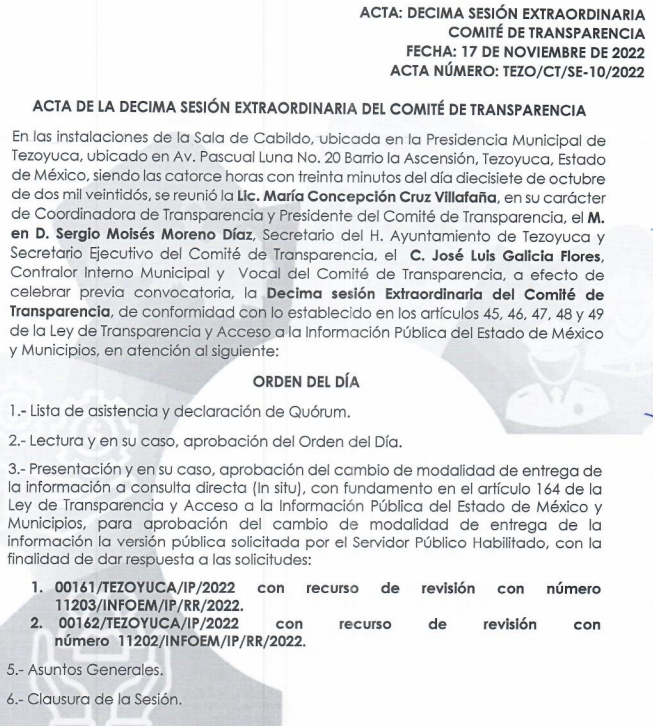 ACTA: DECIMA SESIÓN EXTRAORDINARIA
COMITÉ DE TRANSPARENCIA
FECHA: 17 DE NOVIEMBRE DE 2022
ACTA NÚMERO: TEZO/CT/SE-10/2022
ACTA DE LA DECIMA SESIÓN EXTRAORDINARIA DEL COMITÉ DE TRANSPARENCIA
En las instalaciones de la Sala de Cabildo, ubicada en la Presidencia Municipal de
Tezoyuca, ubicado en Av. Pascual Luna No. 20 Barrio la Ascensión, Tezoyuca, Estado
de México, siendo las catorce horas con treinta minutos del día diecisiete de octubre
de dos mil veintidós, se reunió la Lic. María Concepción Cruz Villafaña, en su carácter
de Coordinadora de Transparencia y Presidente del Comité de Transparencia, el M.
en D. Sergio Moisés Moreno Díaz, Secretario del H. Ayuntamiento de Tezoyuca y
Secretario Ejecutivo del Comité de Transparencia, el C. José Luis Galicia Flores,
Contralor Interno Municipal y Vocal del Comité de Transparencia, a efecto de
celebrar previa convocatoria, la Decima sesión Extraordinaria del Comité de
Transparencia, de conformidad con lo establecido en los artículos 45, 46, 47, 48 y 49
de la Ley de Transparencia y Acceso a la Información Pública del Estado de México
y Municipios, en atención al siguiente:
ORDEN DEL DÍA
1.- Lista de asistencia y declaración de Quórum.
2.- Lectura y en su caso, aprobación del Orden del Día.
3.- Presentación y en su caso, aprobación del cambio de modalidad de entrega de
la información a consulta directa (In situ), con fundamento en el artículo 164 de la
Ley de Transparencia y Acceso a la Información Pública del Estado de México y
Municipios, para aprobación del cambio de modalidad de entrega de la
información la versión pública solicitada por el Servidor Público Habilitado, con la
finalidad de dar respuesta a las solicitudes:
1. 00161/TEZOYUCA/IP/2022 con recurso de revisión con número
11203/INFOEM/IP/RR/2022.
2. 00162/TEZOYUCA/IP/2022 con recurso de revisión con
número 11202/INFOEM/IP/RR/2022.
5.- Asuntos Generales.
6.- Clausura de la Sesión.